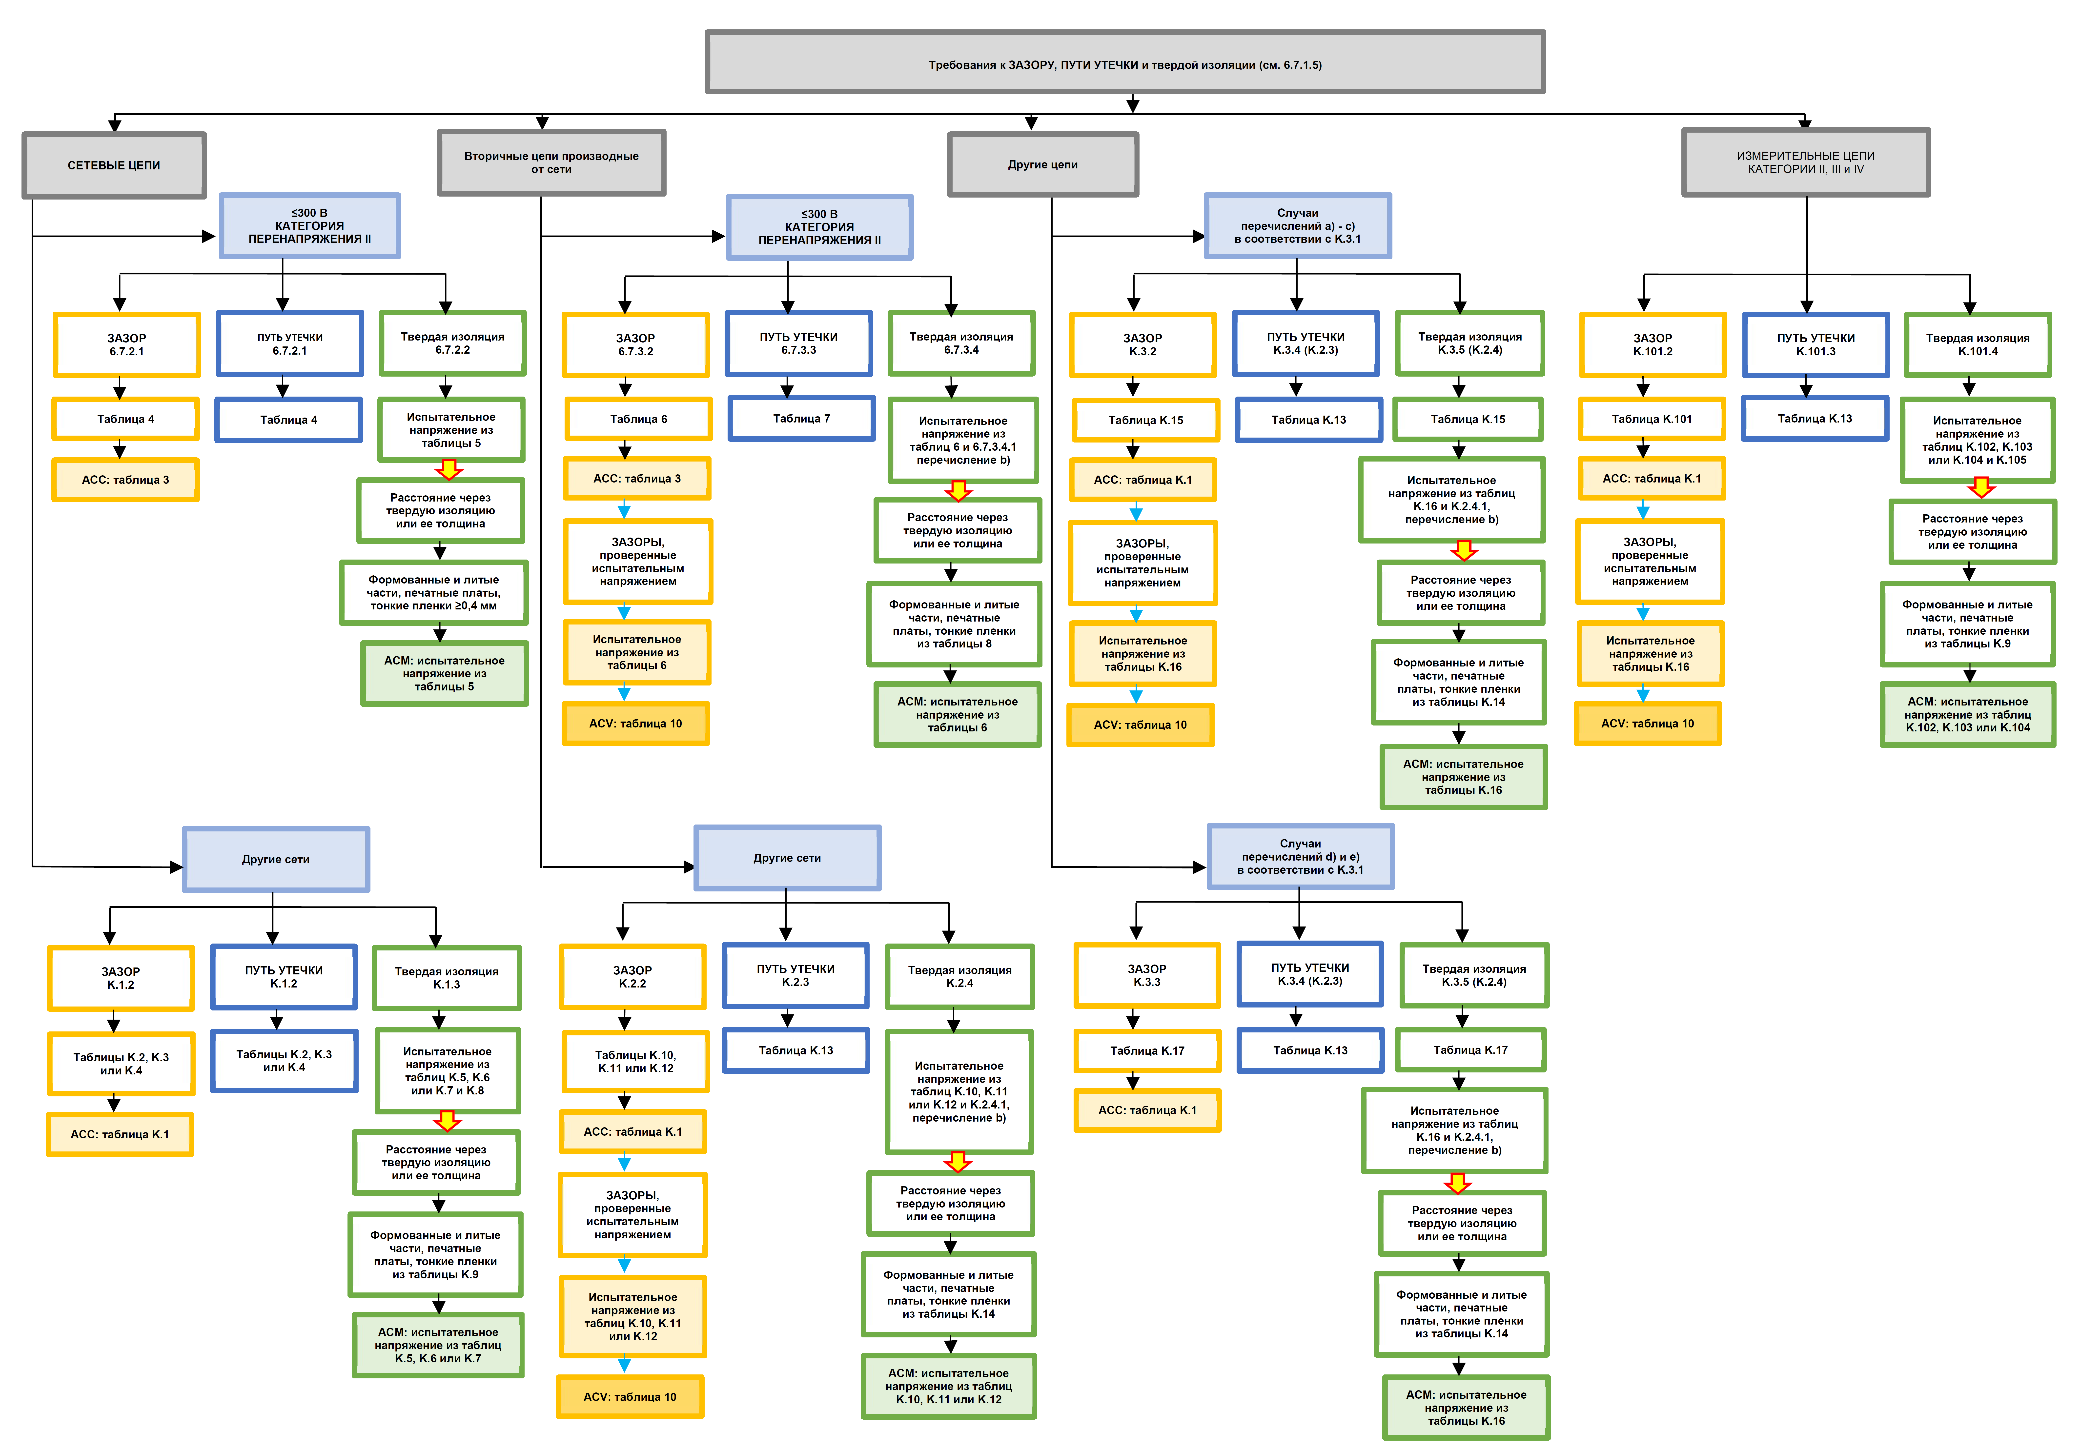 Требования к ЗАЗОРУ, ПУТИ УТЕЧКИ и твердой изоляции (см. 6.7.1.5)
СЕТЕВЫЕ ЦЕПИ
≤300 В
КАТЕГОРИЯ
ПЕРЕНАПРЯЖЕНИЯ II
ЗАЗОР
6.7.2.1
Таблица 4
ACC: таблица 3
ПУТЬ УТЕЧКИ
6.7.2.1
Таблица 4
Твердая изоляция
6.7.2.2
Испытательное
напряжение из
таблицы 5
Расстояние через
твердую изоляцию
или ее толщина
Формованные и литые
части, печатные платы,
тонкие пленки ≥0,4 мм
ACM: испытательное
напряжение из
таблицы 5
Другие сети
ЗАЗОР
K.1.2
Таблицы K.2, K.3
или K.4
ACC: таблица K.1
ПУТЬ УТЕЧКИ
K.1.2
Таблицы K.2, K.3
или K.4
Твердая изоляция
K.1.3
Испытательное
напряжение из
таблиц K.5, K.6
или K.7 и K.8
Расстояние через
твердую изоляцию
или ее толщина
Формованные и литые
части, печатные
платы, тонкие пленки
из таблицы K.9
ACM: испытательное
напряжение из таблиц
K.5, K.6 или K.7
Вторичные цепи производные
от сети
≤300 В
КАТЕГОРИЯ
ПЕРЕНАПРЯЖЕНИЯ II
ЗАЗОР
6.7.3.2
Таблица 6
ACC: таблица 3
ЗАЗОРЫ,
проверенные
испытательным
напряжением
Испытательное
напряжение из
таблицы 6
ACV: таблица 10
ПУТЬ УТЕЧКИ
6.7.3.3
Таблица 7
Твердая изоляция
6.7.3.4
Испытательное
напряжение из
таблиц 6 и 6.7.3.4.1
перечисление b)
Расстояние через
твердую изоляцию
или ее толщина
Формованные и литые
части, печатные
платы, тонкие пленки
из таблицы 8
ACM: испытательное
напряжение из
таблицы 6
Другие сети
ЗАЗОР
K.2.2
Таблицы K.10,
K.11 или K.12
ACC: таблица K.1
ЗАЗОРЫ,
проверенные
испытательным
напряжением
Испытательное
напряжение из
таблиц K.10, K.11
или K.12
ACV: таблица 10
ПУТЬ УТЕЧКИ
K.2.3
Таблица K.13
Твердая изоляция
K.2.4
Испытательное
напряжение из
таблиц K.10, K.11
или K.12 и K.2.4.1,
перечисление b)
Расстояние через
твердую изоляцию
или ее толщина
Формованные и литые
части, печатные
платы, тонкие пленки
из таблицы K.14
ACM: испытательное
напряжение из таблиц
K.10, K.11 или K.12
Другие цепи
Случаи
перечислений a) - c)
в соответствии с K.3.1
ЗАЗОР
K.3.2
Таблица K.15
ACC: таблица K.1
ЗАЗОРЫ,
проверенные
испытательным
напряжением
Испытательное
напряжение из
таблицы K.16
ACV: таблица 10
ПУТЬ УТЕЧКИ
K.3.4 (K.2.3)
Таблица K.13
Твердая изоляция
K.3.5 (K.2.4)
Таблица K.15
Испытательное
напряжение из таблиц
K.16 и K.2.4.1,
перечисление b)
Расстояние через
твердую изоляцию
или ее толщина
Формованные и литые
части, печатные
платы, тонкие пленки
из таблицы K.14
ACM: испытательное
напряжение из
таблицы K.16
Случаи
перечислений d) и e)
в соответствии с K.3.1
ЗАЗОР
K.3.3
Таблица K.17
ACC: таблица K.1
ПУТЬ УТЕЧКИ
K.3.4 (K.2.3)
Таблица K.13
Твердая изоляция
K.3.5 (K.2.4)
Таблица K.17
Испытательное
напряжение из таблиц
K.16 и K.2.4.1,
перечисление b)
Расстояние через
твердую изоляцию
или ее толщина
Формованные и литые
части, печатные
платы, тонкие пленки
из таблицы K.14
ACM: испытательное
напряжение из
таблицы K.16
ИЗМЕРИТЕЛЬНЫЕ ЦЕПИ
КАТЕГОРИИ II, III и IV
ЗАЗОР
K.101.2
Таблица K.101
ACC: таблица K.1
ЗАЗОРЫ,
проверенные
испытательным
напряжением
Испытательное
напряжение из
таблицы K.16
ACV: таблица 10
ПУТЬ УТЕЧКИ
K.101.3
Таблица K.13
Твердая изоляция
K.101.4
Испытательное
напряжение из
таблиц K.102, K.103
или K.104 и K.105
Расстояние через
твердую изоляцию
или ее толщина
Формованные и литые
части, печатные
платы, тонкие пленки
из таблицы K.9
ACM: испытательное
напряжение из таблиц
K.102, K.103 или K.104